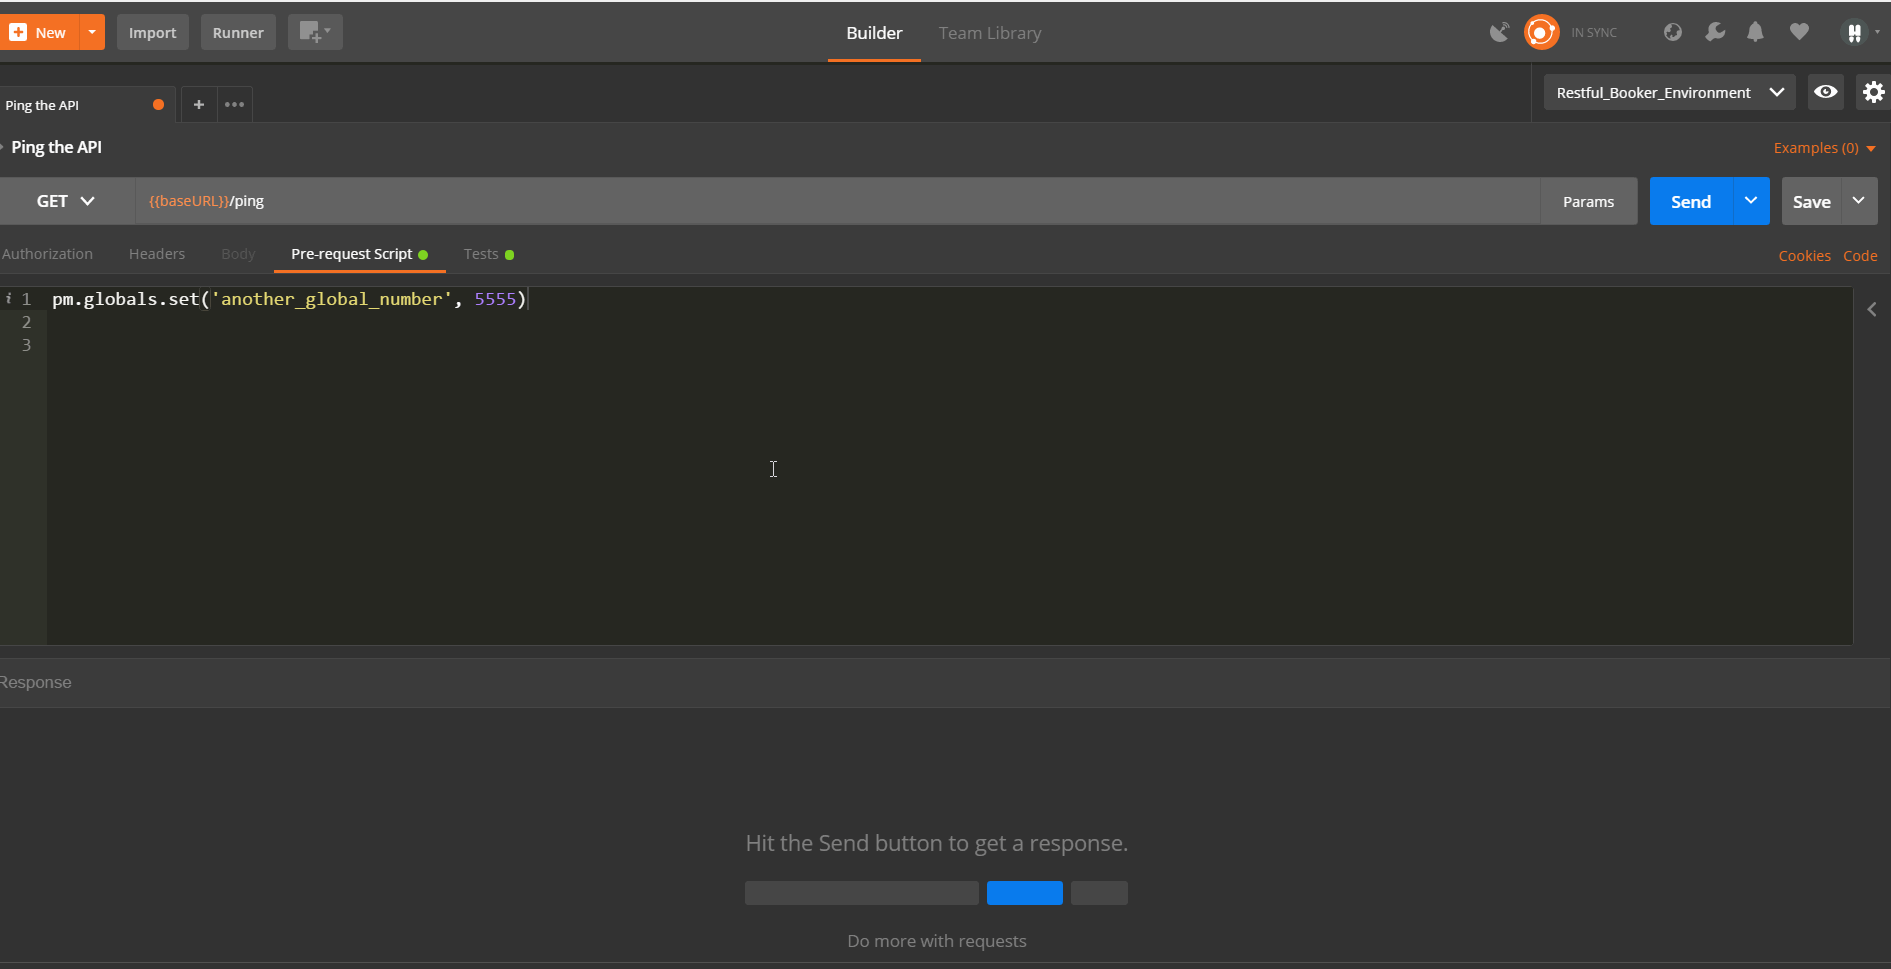 New Import Runner Builder Team Library IN SYNC
Ping the API + ••• Restful_Booker_Environment
Ping the API Examples (0)
GET {{baseURL}}/ping Params Send Save
Authorization Headers Body Pre-request Script Tests Cookies Code
i 1 pm.globals.set('another_global_number', 5555)
2
3
Response
Hit the Send button to get a response.
Do more with requests